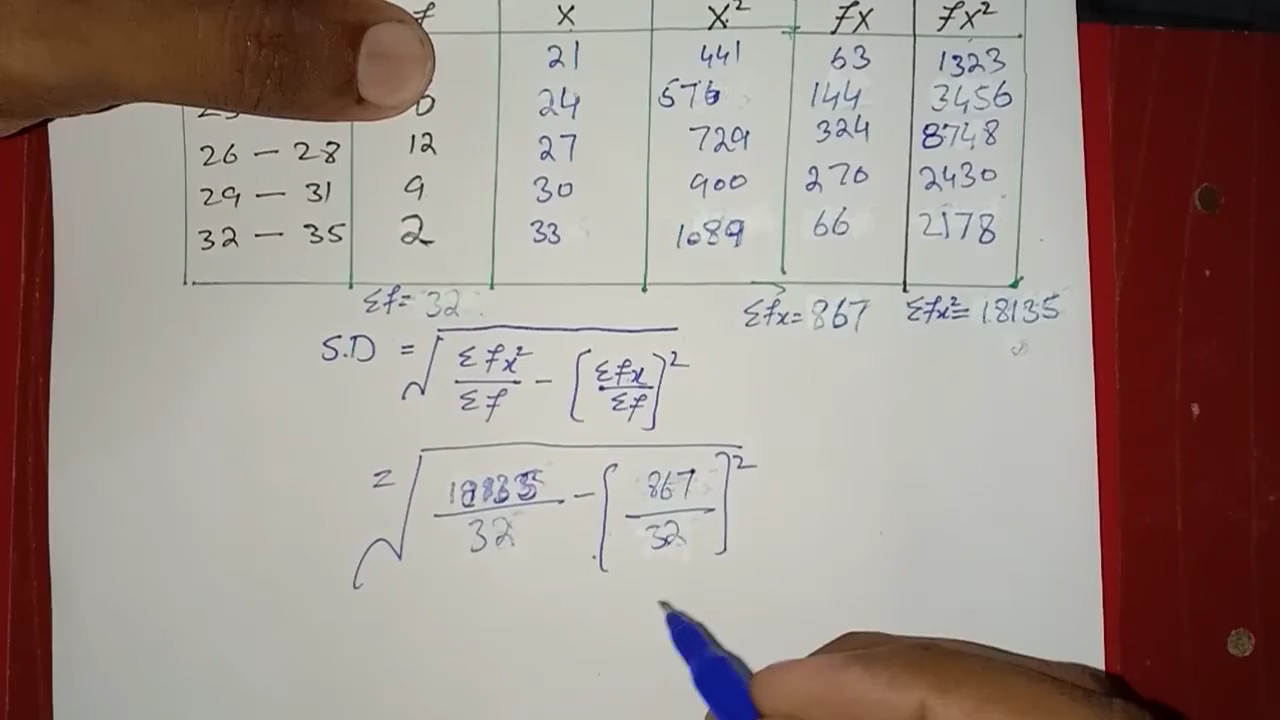 X X² fX fX²
21 441 63 1323
24 576 144 3456
26 – 28 12 27 729 324 8748
29 – 31 9 30 900 270 2430
32 – 35 2 33 1089 66 2178
Σf= 32 Σfx= 867 Σfx²= 18135
S.D = √ Σfx²/Σf – [Σfx/Σf]²
= √ 18135/32 – [867/32]²